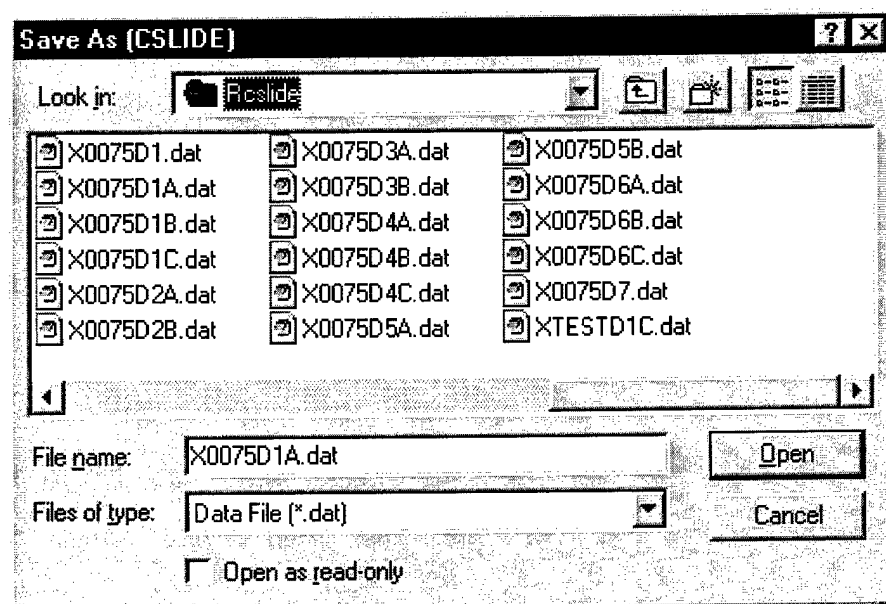 Save As (CSLIDE)
Look in: Rcslide
X0075D1.dat X0075D3A.dat X0075D5B.dat
X0075D1A.dat X0075D3B.dat X0075D6A.dat
X0075D1B.dat X0075D4A.dat X0075D6B.dat
X0075D1C.dat X0075D4B.dat X0075D6C.dat
X0075D2A.dat X0075D4C.dat X0075D7.dat
X0075D2B.dat X0075D5A.dat XTESTD1C.dat
File name: X0075D1A.dat Open
Files of type: Data File (*.dat) Cancel
Open as read-only